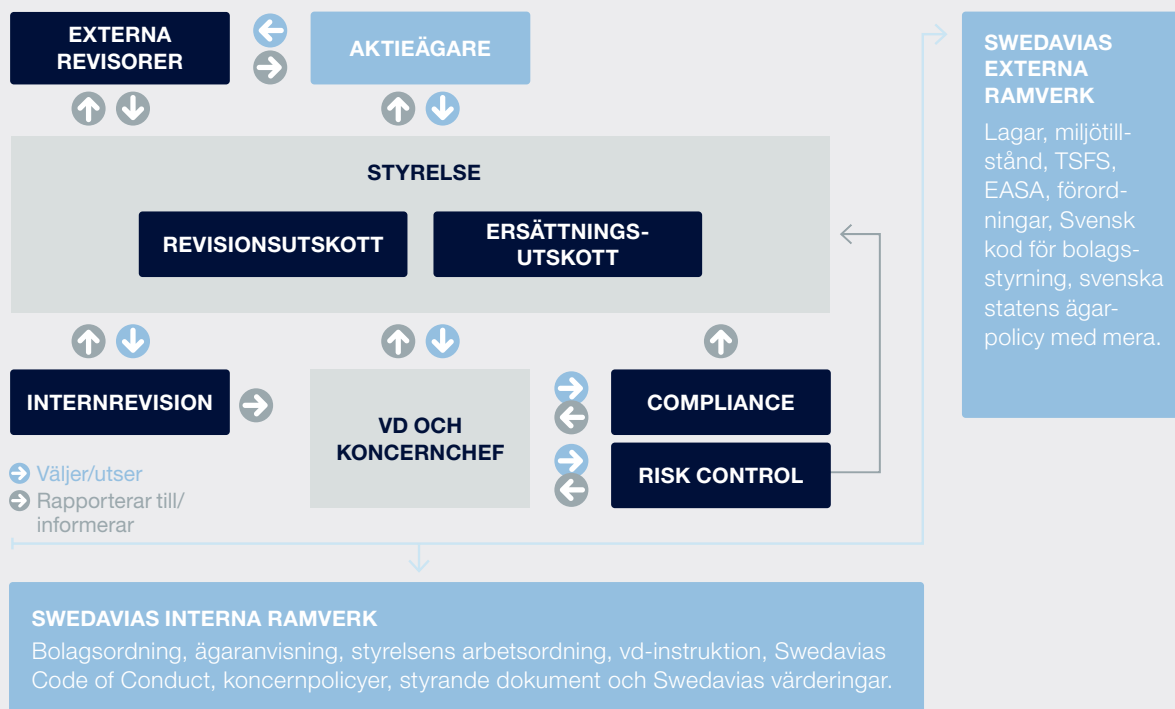 EXTERNA
REVISORER
AKTIEÄGARE
STYRELSE
REVISIONSUTSKOTT
ERSÄTTNINGS-
UTSKOTT
INTERNREVISION
VD OCH
KONCERNCHEF
COMPLIANCE
RISK CONTROL
Väljer/utser
Rapporterar till/
informerar
SWEDAVIAS
EXTERNA
RAMVERK
Lagar, miljötill-
stånd, TSFS,
EASA, förord-
ningar, Svensk
kod för bolags-
styrning, svenska
statens ägar-
policy med mera.
SWEDAVIAS INTERNA RAMVERK
Bolagsordning, ägaranvisning, styrelsens arbetsordning, vd-instruktion, Swedavias
Code of Conduct, koncernpolicyer, styrande dokument och Swedavias värderingar.